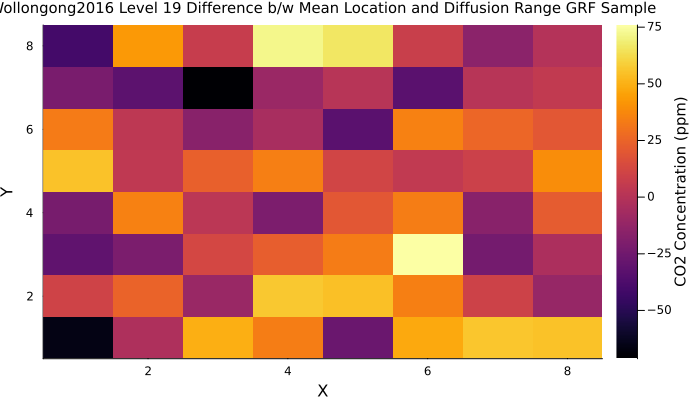 Wollongong2016 Level 19 Difference b/w Mean Location and Diffusion Range GRF Sample
8
6
4
2
Y
2 4 6 8
X
75
50
25
0
−25
−50
CO2 Concentration (ppm)